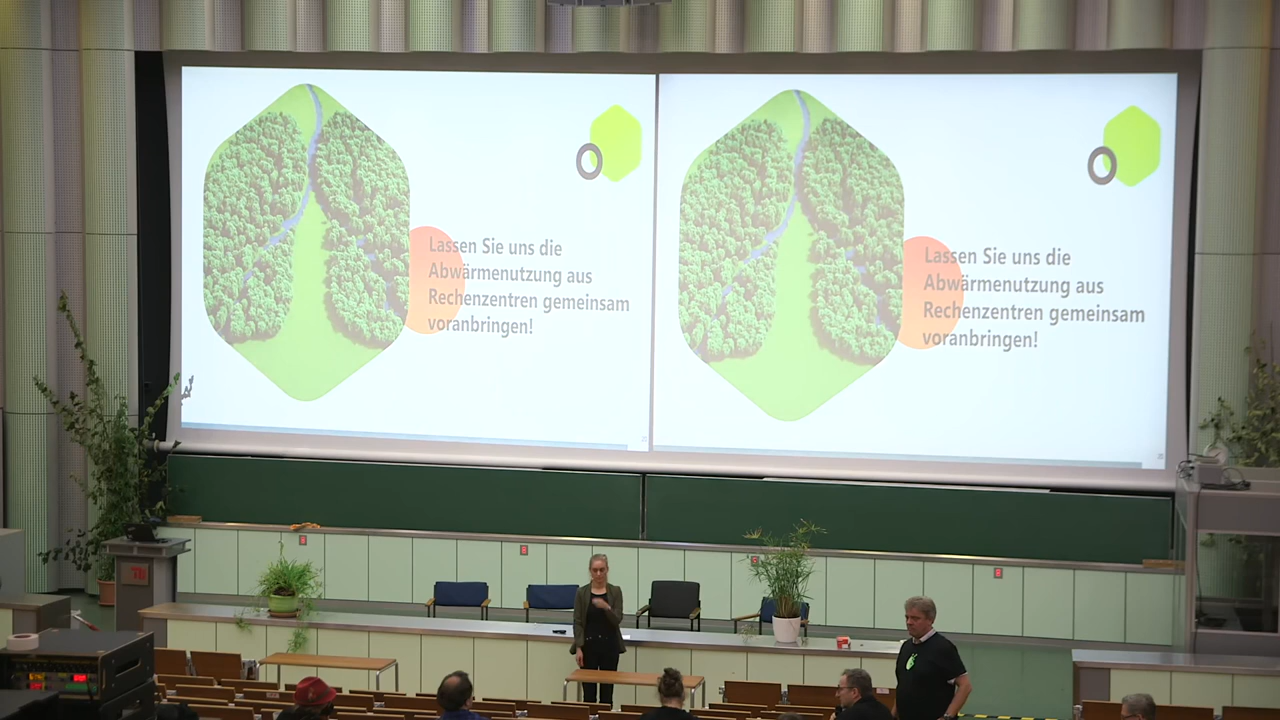 Lassen Sie uns die
Abwärmenutzung aus
Rechenzentren gemeinsam
voranbringen!
Lassen Sie uns die
Abwärmenutzung aus
Rechenzentren gemeinsam
voranbringen!